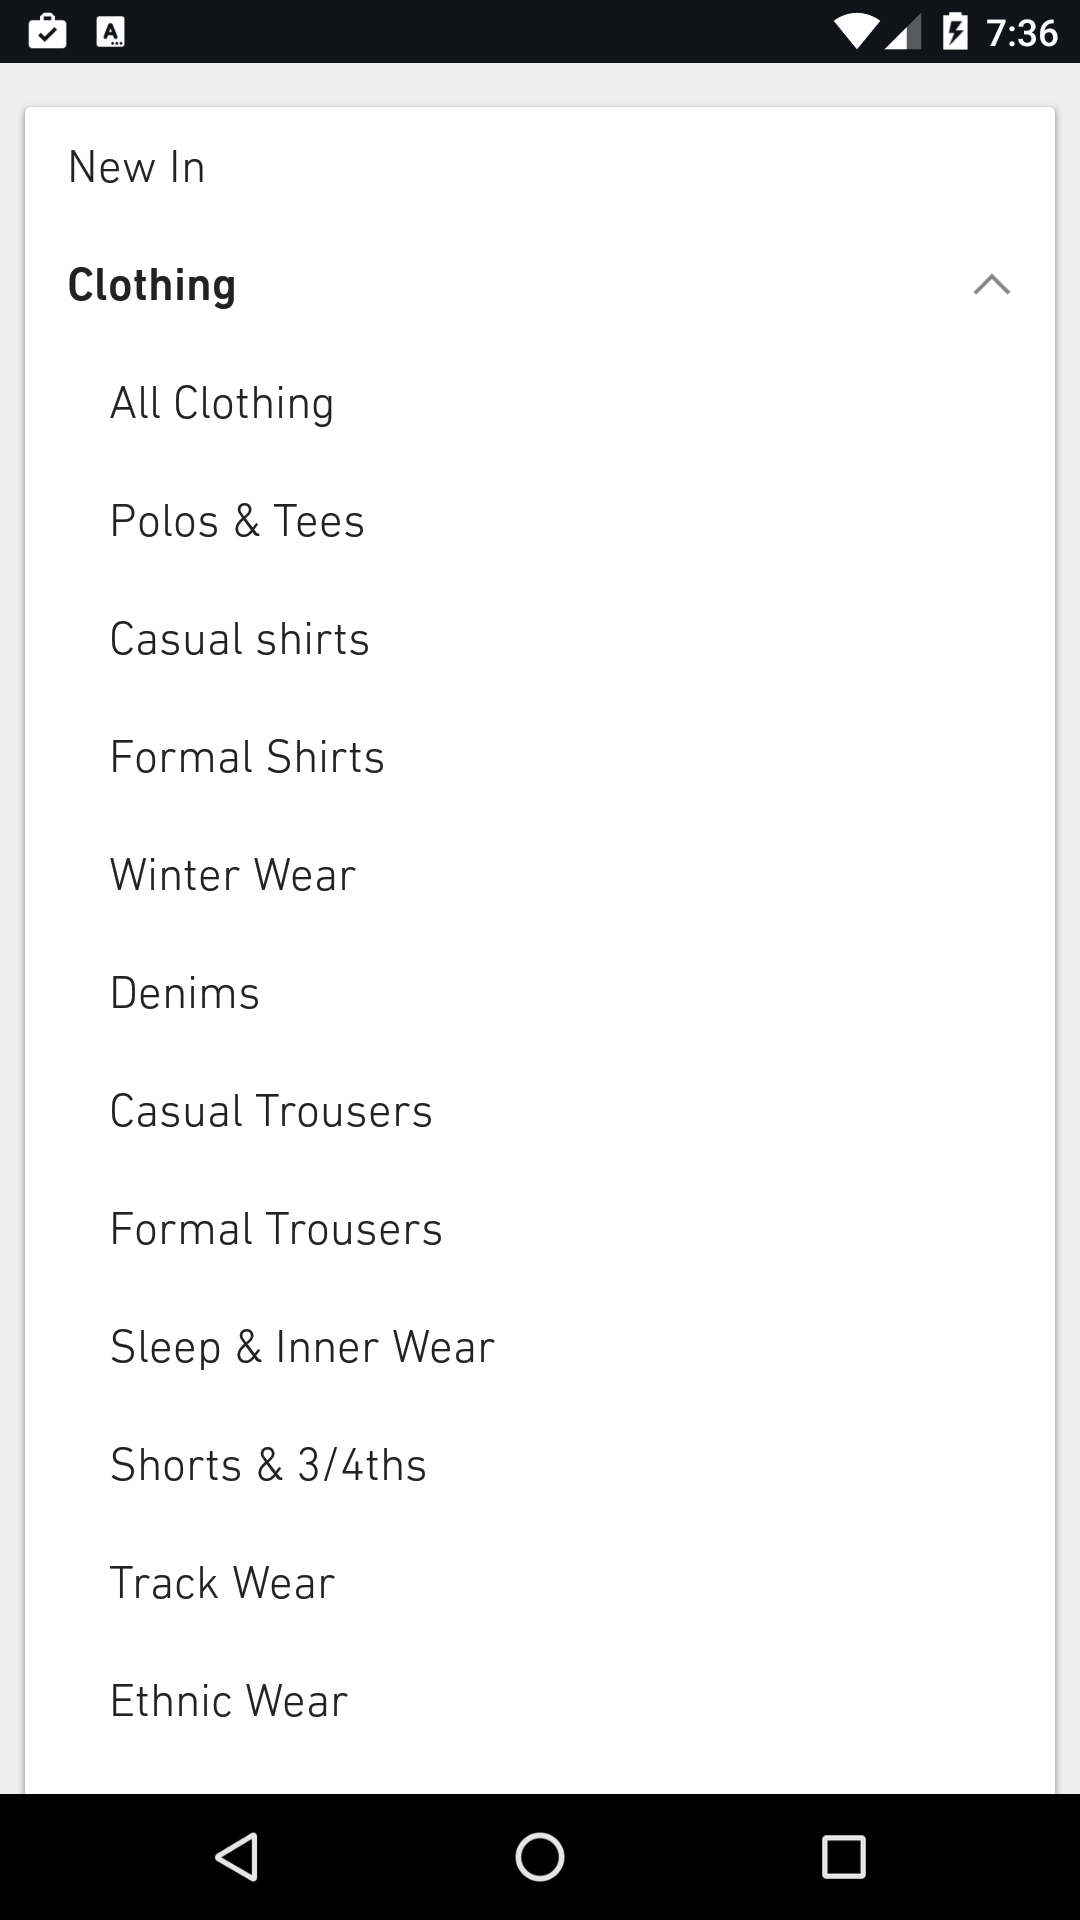 7:36
New In
Clothing
All Clothing
Polos & Tees
Casual shirts
Formal Shirts
Winter Wear
Denims
Casual Trousers
Formal Trousers
Sleep & Inner Wear
Shorts & 3/4ths
Track Wear
Ethnic Wear